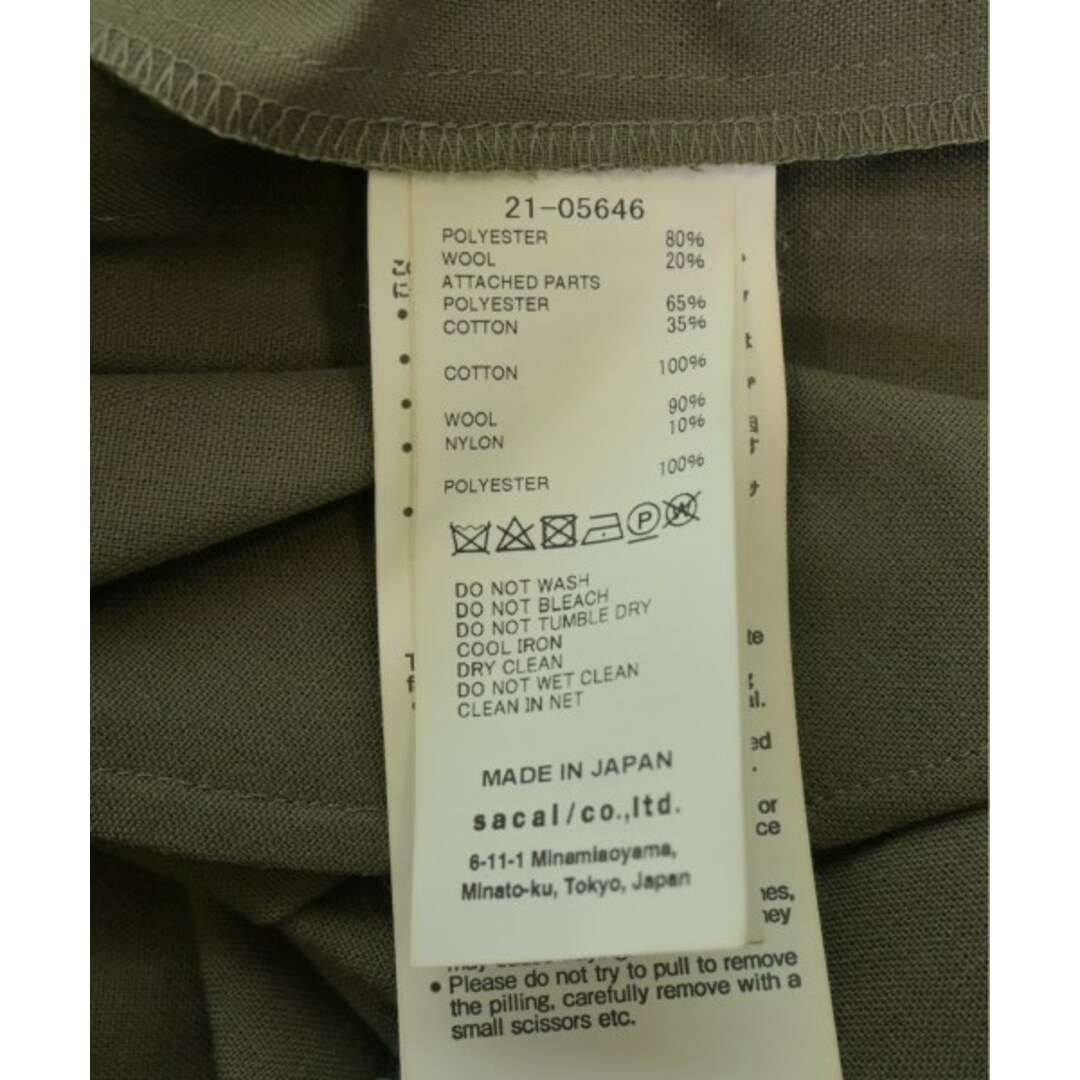 21-05646
POLYESTER 80%
WOOL 20%
ATTACHED PARTS
POLYESTER 65%
COTTON 35%
COTTON 100%
WOOL 90%
NYLON 10%
POLYESTER 100%
P W
DO NOT WASH
DO NOT BLEACH
DO NOT TUMBLE DRY
COOL IRON
DRY CLEAN
DO NOT WET CLEAN
CLEAN IN NET
MADE IN JAPAN
sacai/co.,ltd.
6-11-1 Minamiaoyama,
Minato-ku, Tokyo, Japan
or
• Please do not try to pull to remove
the pilling, carefully remove with a
small scissors etc.